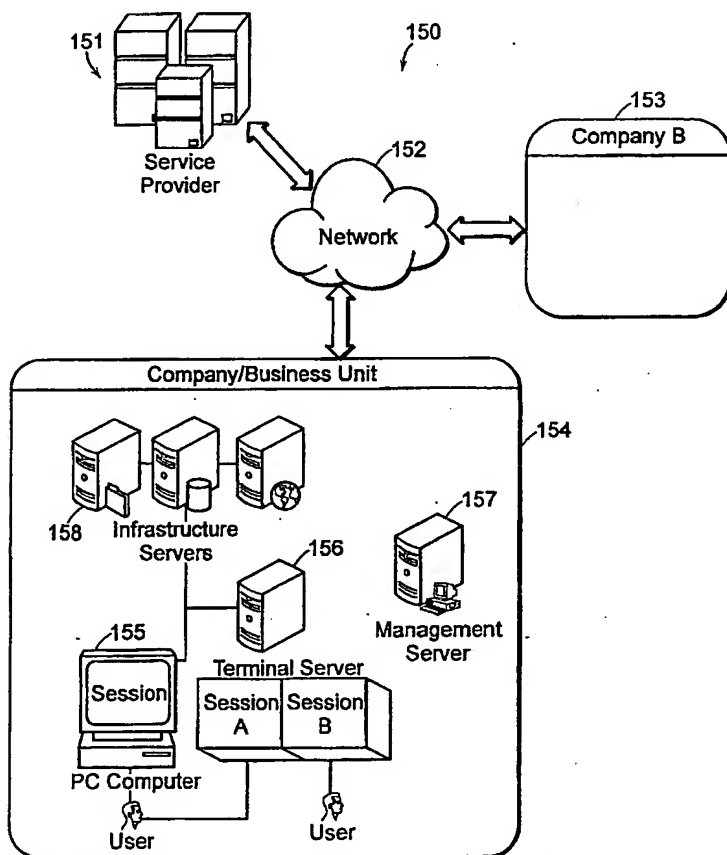 151
150
153
Company B
Service
Provider
152
Network
Company/Business Unit
154
158
Infrastructure
Servers
157
156
Management
Server
155
Session
Terminal Server
Session
A
Session
B
PC Computer
User
User